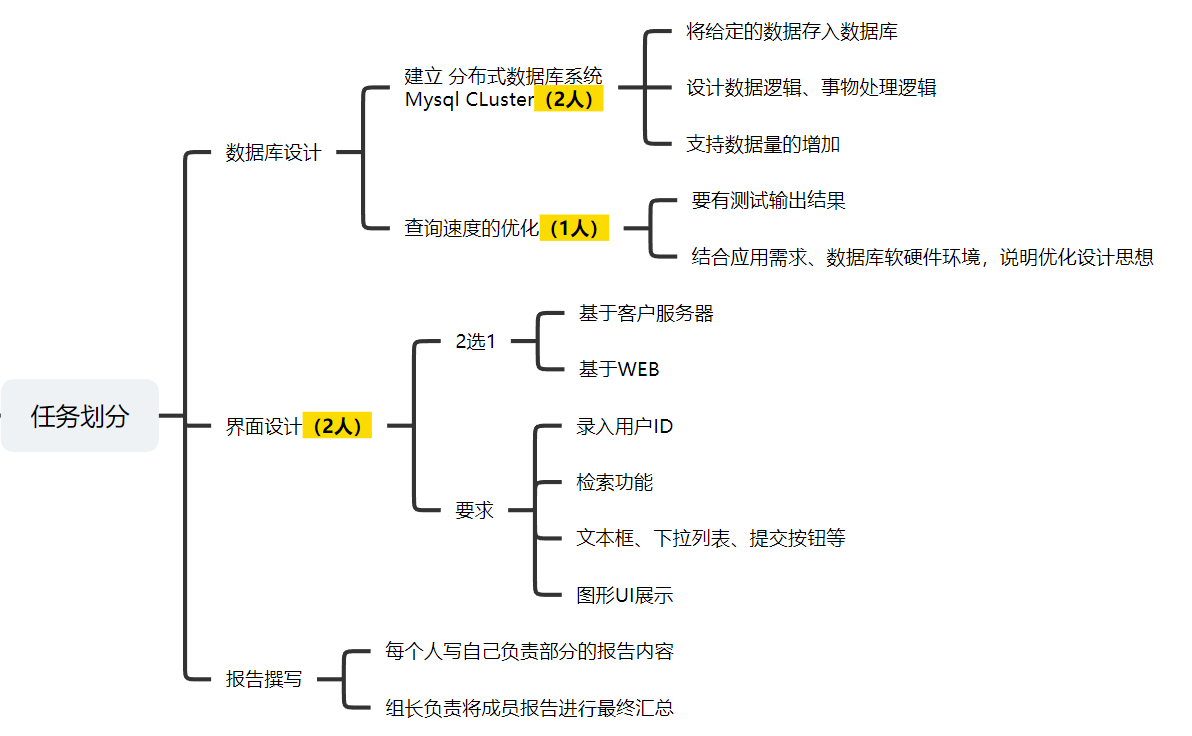 任务划分
数据库设计
建立 分布式数据库系统
Mysql CLuster（2人）
将给定的数据存入数据库
设计数据逻辑、事物处理逻辑
支持数据量的增加
查询速度的优化（1人）
要有测试输出结果
结合应用需求、数据库软硬件环境，说明优化设计思想
界面设计（2人）
2选1
基于客户服务器
基于WEB
要求
录入用户ID
检索功能
文本框、下拉列表、提交按钮等
图形UI展示
报告撰写
每个人写自己负责部分的报告内容
组长负责将成员报告进行最终汇总